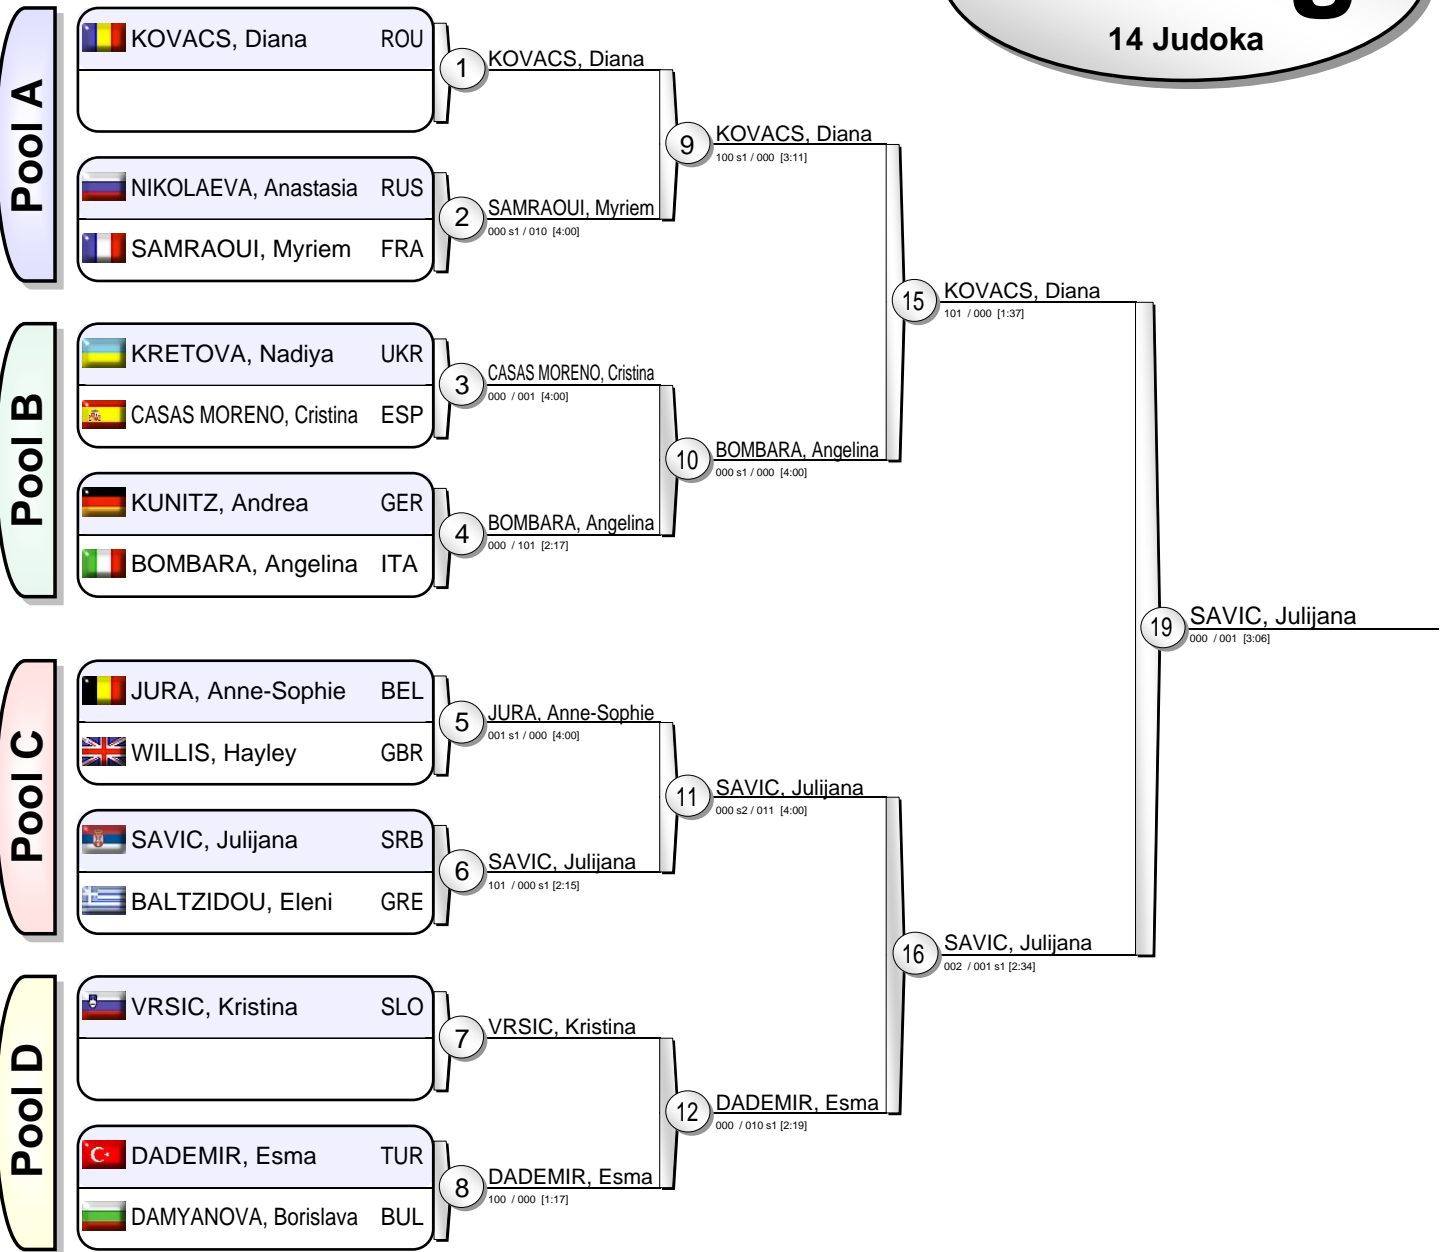 14 Judoka
Pool A
KOVACS, Diana ROU
NIKOLAEVA, Anastasia RUS
SAMRAOUI, Myriem FRA
Pool B
KRETOVA, Nadiya UKR
CASAS MORENO, Cristina ESP
KUNITZ, Andrea GER
BOMBARA, Angelina ITA
Pool C
JURA, Anne-Sophie BEL
WILLIS, Hayley GBR
SAVIC, Julijana SRB
BALTZIDOU, Eleni GRE
Pool D
VRSIC, Kristina SLO
DADEMIR, Esma TUR
DAMYANOVA, Borislava BUL
1 KOVACS, Diana
2 SAMRAOUI, Myriem
000 s1 / 010 [4:00]
3 CASAS MORENO, Cristina
000 / 001 [4:00]
4 BOMBARA, Angelina
000 / 101 [2:17]
5 JURA, Anne-Sophie
001 s1 / 000 [4:00]
6 SAVIC, Julijana
101 / 000 s1 [2:15]
7 VRSIC, Kristina
8 DADEMIR, Esma
100 / 000 [1:17]
9 KOVACS, Diana
100 s1 / 000 [3:11]
10 BOMBARA, Angelina
000 s1 / 000 [4:00]
11 SAVIC, Julijana
000 s2 / 011 [4:00]
12 DADEMIR, Esma
000 / 010 s1 [2:19]
15 KOVACS, Diana
101 / 000 [1:37]
16 SAVIC, Julijana
002 / 001 s1 [2:34]
19 SAVIC, Julijana
000 / 001 [3:06]